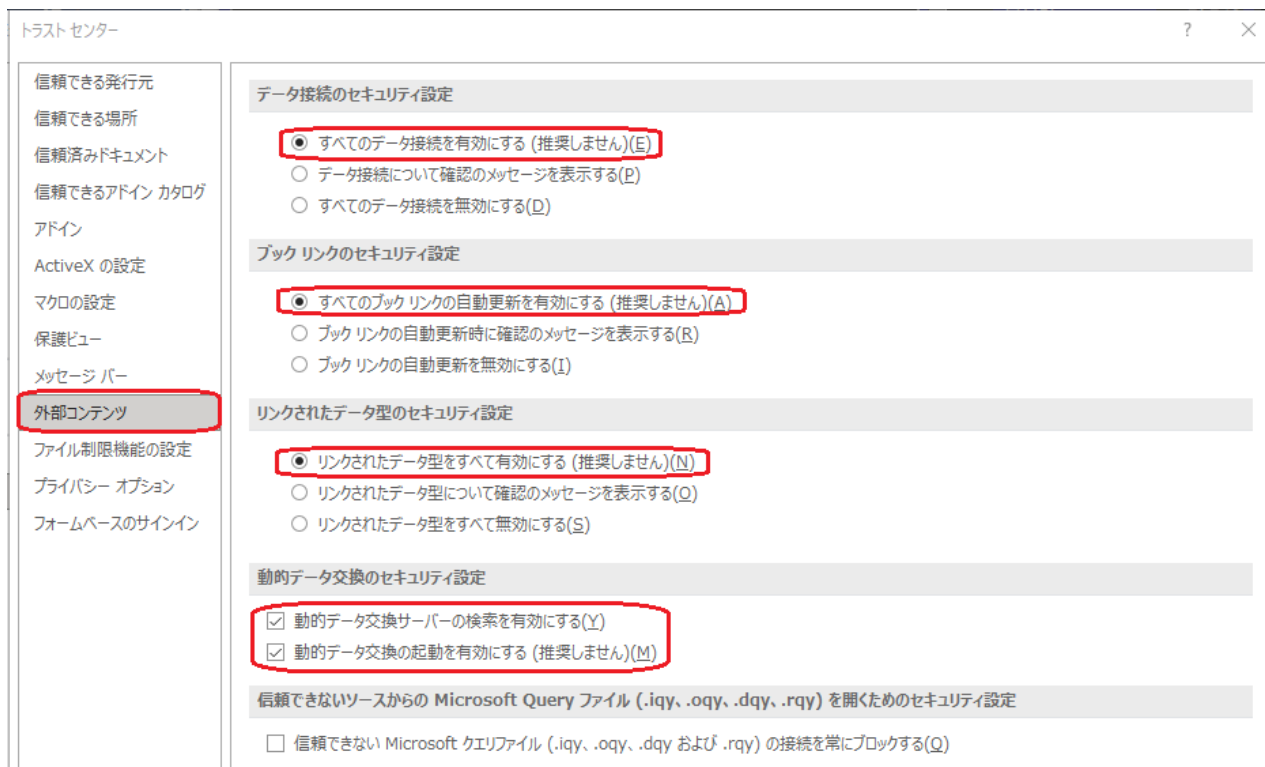 トラスト センター
?
信頼できる発行元
信頼できる場所
信頼済みドキュメント
信頼できるアドイン カタログ
アドイン
ActiveX の設定
マクロの設定
保護ビュー
メッセージ バー
外部コンテンツ
ファイル制限機能の設定
プライバシー オプション
フォームベースのサインイン
データ接続のセキュリティ設定
すべてのデータ接続を有効にする (推奨しません)(E)
データ接続について確認のメッセージを表示する(P)
すべてのデータ接続を無効にする(D)
ブック リンクのセキュリティ設定
すべてのブック リンクの自動更新を有効にする (推奨しません)(A)
ブック リンクの自動更新時に確認のメッセージを表示する(R)
ブック リンクの自動更新を無効にする(I)
リンクされたデータ型のセキュリティ設定
リンクされたデータ型をすべて有効にする (推奨しません)(N)
リンクされたデータ型について確認のメッセージを表示する(O)
リンクされたデータ型をすべて無効にする(S)
動的データ交換のセキュリティ設定
動的データ交換サーバーの検索を有効にする(Y)
動的データ交換の起動を有効にする (推奨しません)(M)
信頼できないソースからの Microsoft Query ファイル (.iqy、.oqy、.dqy、.rqy) を開くためのセキュリティ設定
信頼できない Microsoft クエリファイル (.iqy、.oqy、.dqy および .rqy) の接続を常にブロックする(Q)